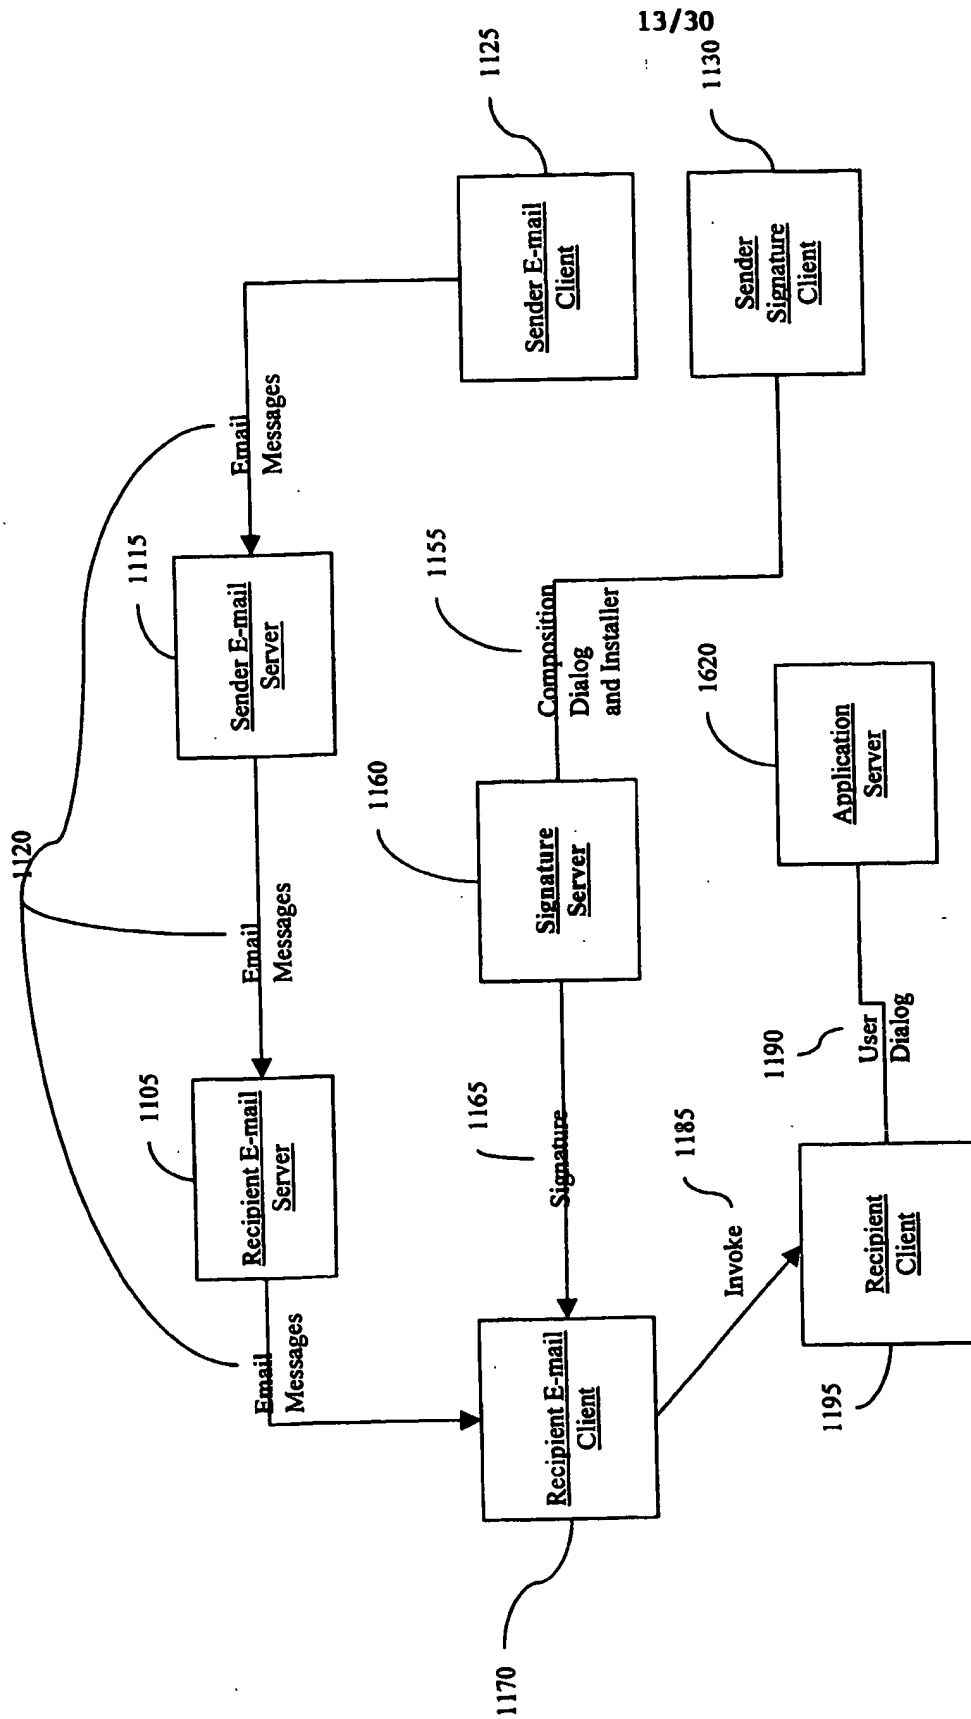 13/30
1120
1125
Email
Messages
1115
Sender E-mail
Server
Email
Messages
1105
Recipient E-mail
Server
Email
Messages
Sender E-mail
Client
1130
Sender
Signature
Client
1155
Composition
Dialog
and Installer
1160
Signature
Server
1165
Signature
1170
Recipient E-mail
Client
1185
Invoke
1195
Recipient
Client
1190
User
Dialog
1620
Application
Server